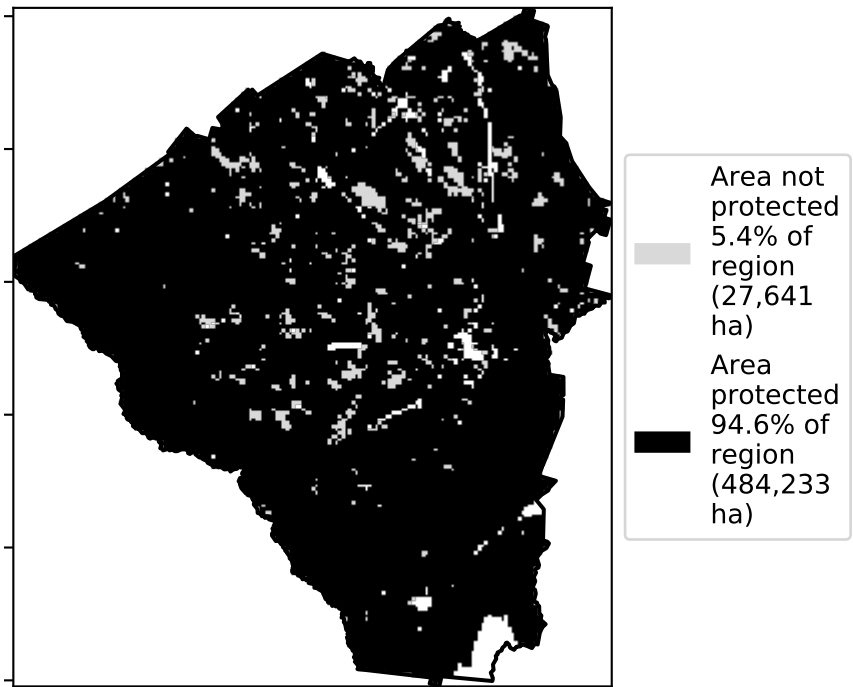 Area not
protected
5.4% of
region
(27,641
ha)
Area
protected
94.6% of
region
(484,233
ha)